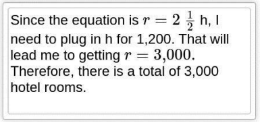 Since the equation is r = 2 1/2 h, I
need to plug in h for 1,200. That will
lead me to getting r = 3,000.
Therefore, there is a total of 3,000
hotel rooms.